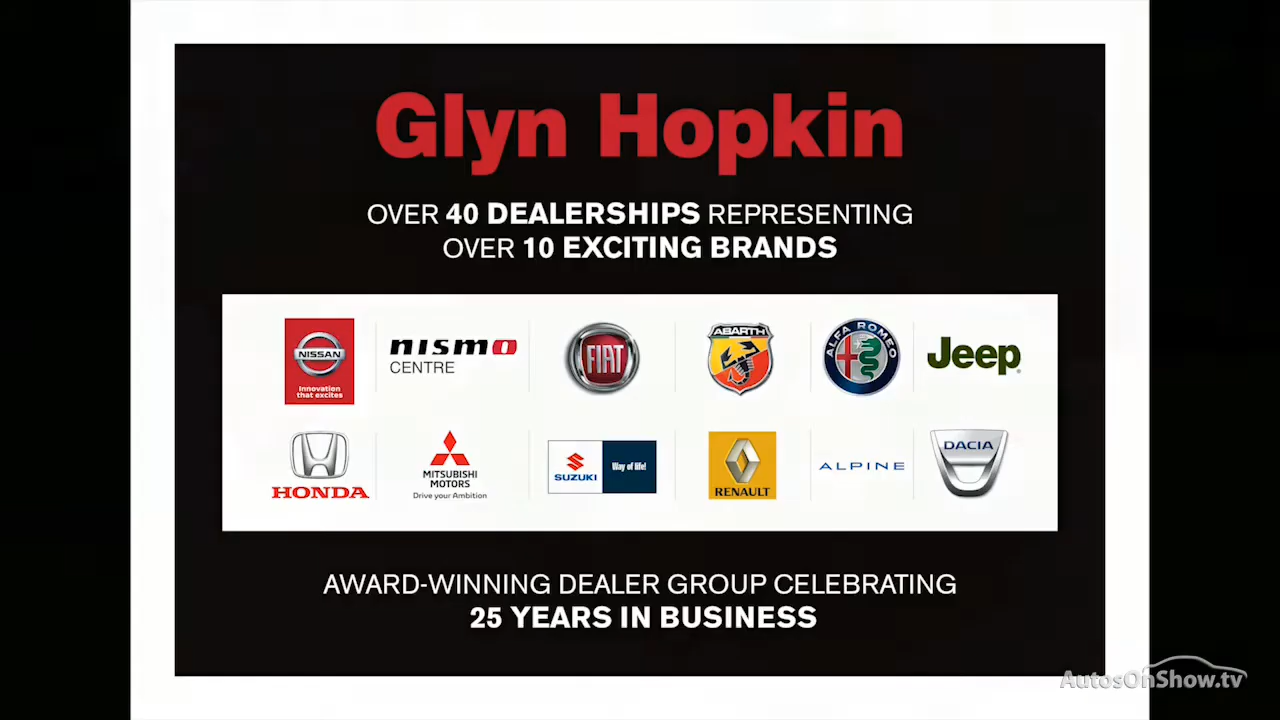 Glyn Hopkin
OVER 40 DEALERSHIPS REPRESENTING
OVER 10 EXCITING BRANDS
NISSAN
Innovation
that excites
nismo
CENTRE
FIAT
ABARTH
ALFA ROMEO
Jeep
HONDA
MITSUBISHI
MOTORS
Drive your Ambition
SUZUKI
Way of life!
RENAULT
ALPINE
DACIA
AWARD-WINNING DEALER GROUP CELEBRATING
25 YEARS IN BUSINESS
AutosOnShow.tv